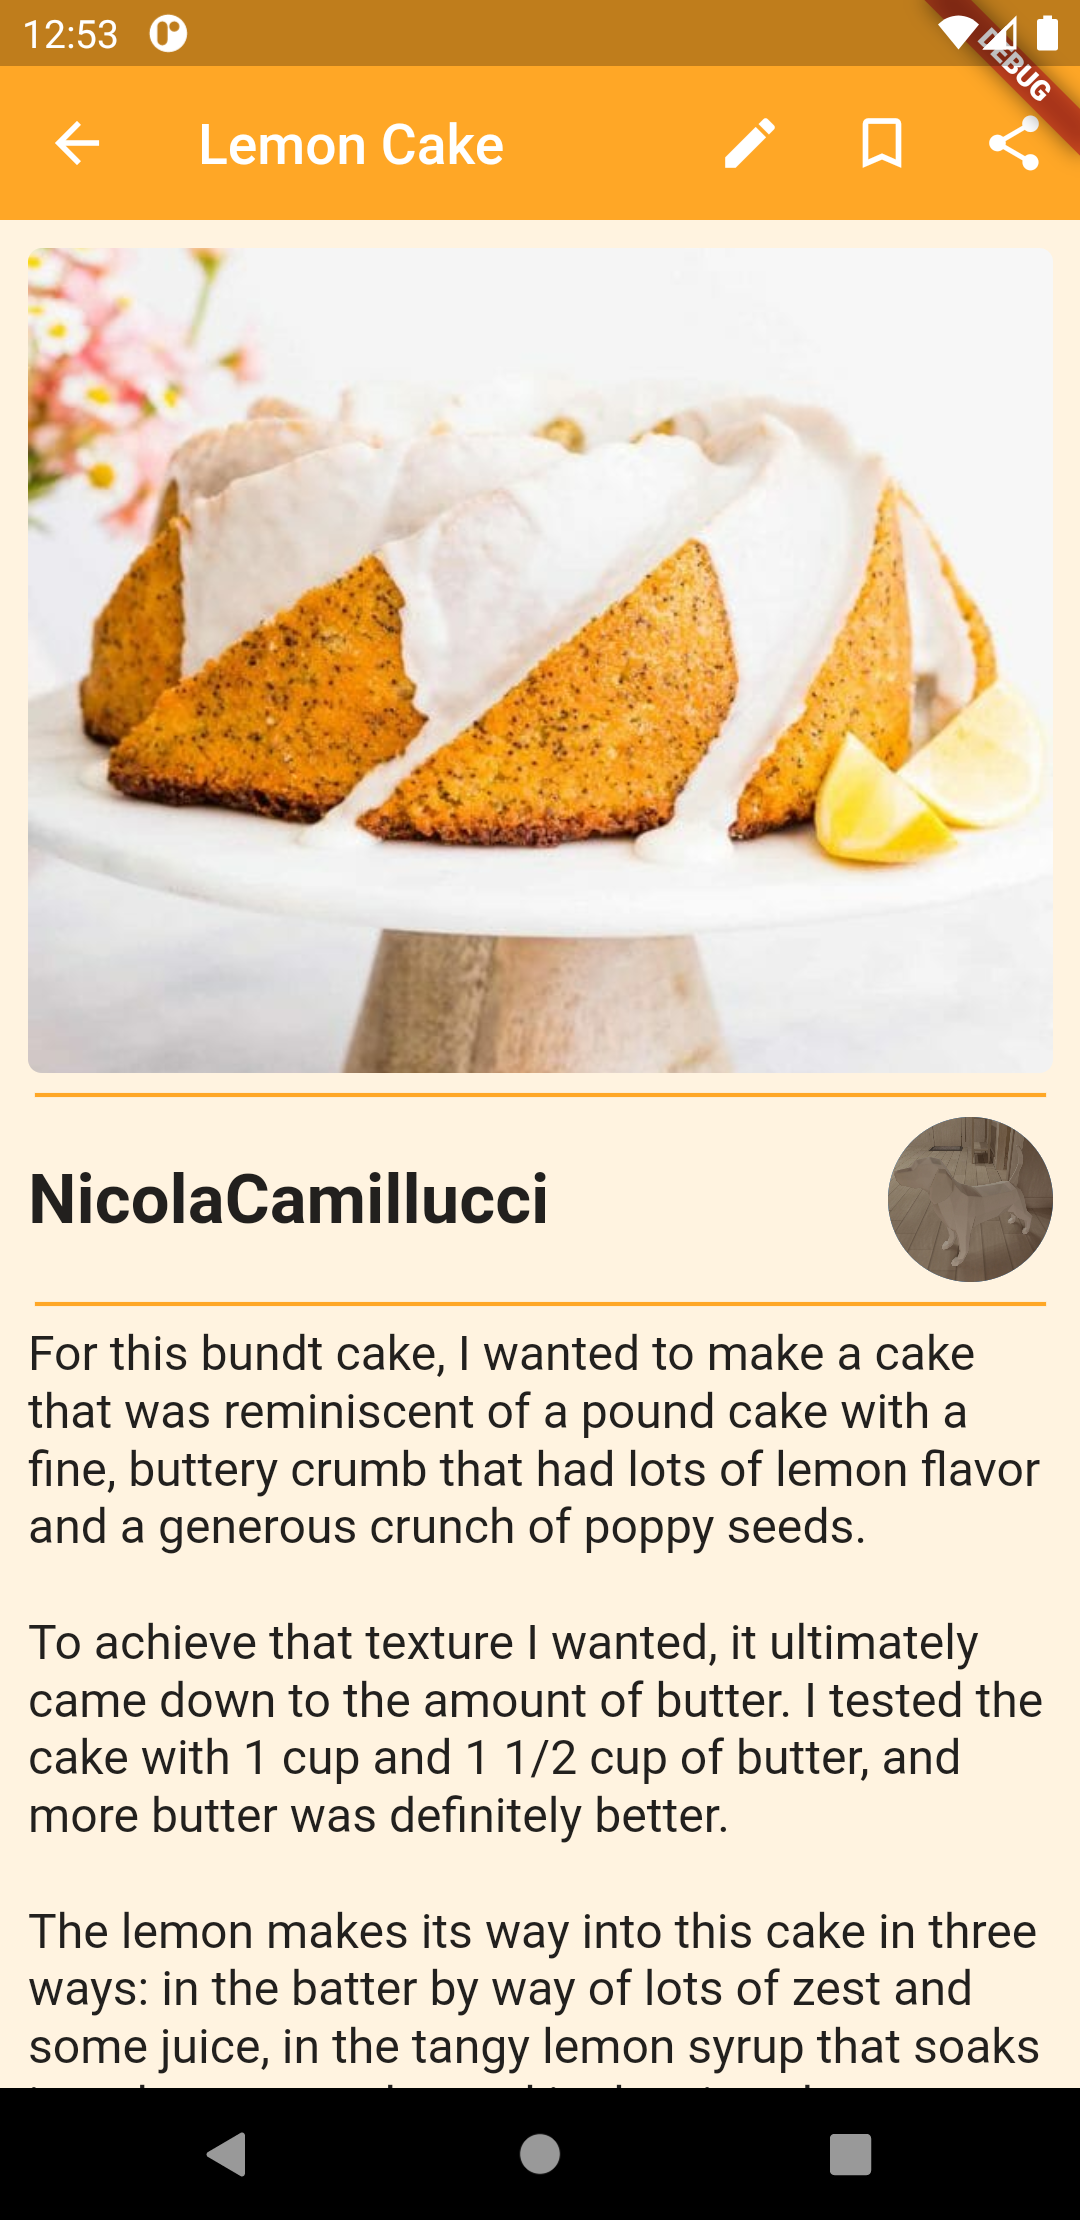 12:53
DEBUG
Lemon Cake
NicolaCamillucci
For this bundt cake, I wanted to make a cake
that was reminiscent of a pound cake with a
fine, buttery crumb that had lots of lemon flavor
and a generous crunch of poppy seeds.
To achieve that texture I wanted, it ultimately
came down to the amount of butter. I tested the
cake with 1 cup and 1 1/2 cup of butter, and
more butter was definitely better.
The lemon makes its way into this cake in three
ways: in the batter by way of lots of zest and
some juice, in the tangy lemon syrup that soaks